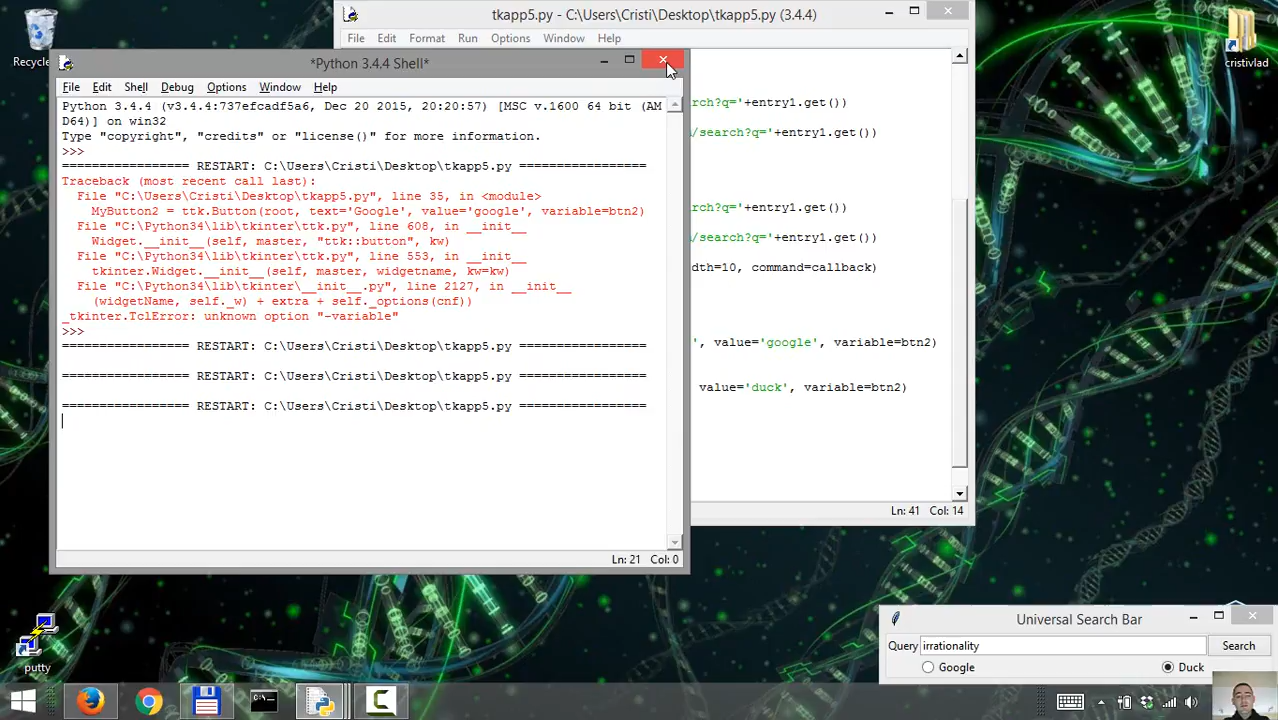 tkapp5.py - C:\Users\Cristi\Desktop\tkapp5.py (3.4.4)
File Edit Format Run Options Window Help
cristivlad
*Python 3.4.4 Shell*
File Edit Shell Debug Options Window Help
Python 3.4.4 (v3.4.4:737efcadf5a6, Dec 20 2015, 20:20:57) [MSC v.1600 64 bit (AM
D64)] on win32
Type "copyright", "credits" or "license()" for more information.
>>>
================= RESTART: C:\Users\Cristi\Desktop\tkapp5.py =================
Traceback (most recent call last):
File "C:\Users\Cristi\Desktop\tkapp5.py", line 35, in <module>
MyButton2 = ttk.Button(root, text='Google', value='google', variable=btn2)
File "C:\Python34\lib\tkinter\ttk.py", line 608, in __init__
Widget.__init__(self, master, "ttk::button", kw)
File "C:\Python34\lib\tkinter\ttk.py", line 553, in __init__
tkinter.Widget.__init__(self, master, widgetname, kw=kw)
File "C:\Python34\lib\tkinter\__init__.py", line 2127, in __init__
(widgetName, self._w) + extra + self._options(cnf))
_tkinter.TclError: unknown option "-variable"
>>>
================= RESTART: C:\Users\Cristi\Desktop\tkapp5.py =================
================= RESTART: C:\Users\Cristi\Desktop\tkapp5.py =================
================= RESTART: C:\Users\Cristi\Desktop\tkapp5.py =================
Ln: 21 Col: 0
rch?q='+entry1.get())
/search?q='+entry1.get())
rch?q='+entry1.get())
/search?q='+entry1.get())
dth=10, command=callback)
', value='google', variable=btn2)
value='duck', variable=btn2)
Ln: 41 Col: 14
Recycle
putty
Universal Search Bar
Query irrationality Search
Google Duck